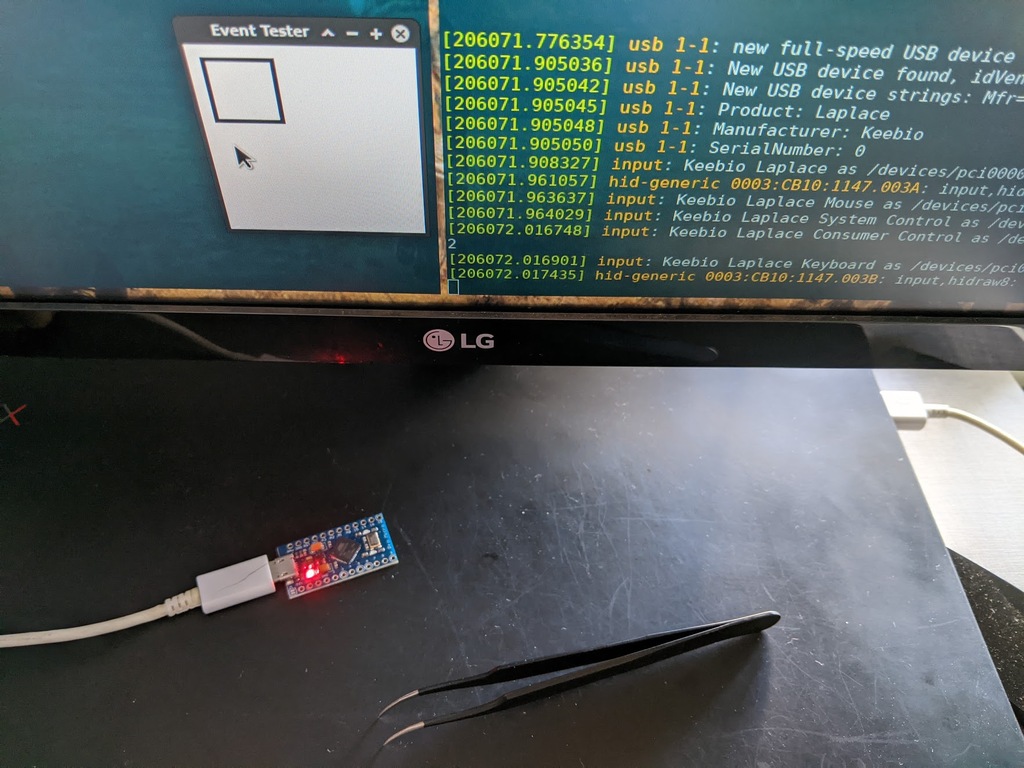 Event Tester
[206071.776354] usb 1-1: new full-speed USB device
[206071.905036] usb 1-1: New USB device found, idVen
[206071.905042] usb 1-1: New USB device strings: Mfr=
[206071.905045] usb 1-1: Product: Laplace
[206071.905048] usb 1-1: Manufacturer: Keebio
[206071.905050] usb 1-1: SerialNumber: 0
[206071.908327] input: Keebio Laplace as /devices/pci0000
[206071.961057] hid-generic 0003:CB10:1147.003A: input,hid
[206071.963637] input: Keebio Laplace Mouse as /devices/pci
[206071.964029] input: Keebio Laplace System Control as /dev
[206072.016748] input: Keebio Laplace Consumer Control as /de
2
[206072.016901] input: Keebio Laplace Keyboard as /devices/pci0
[206072.017435] hid-generic 0003:CB10:1147.003B: input,hidraw8:
LG
X